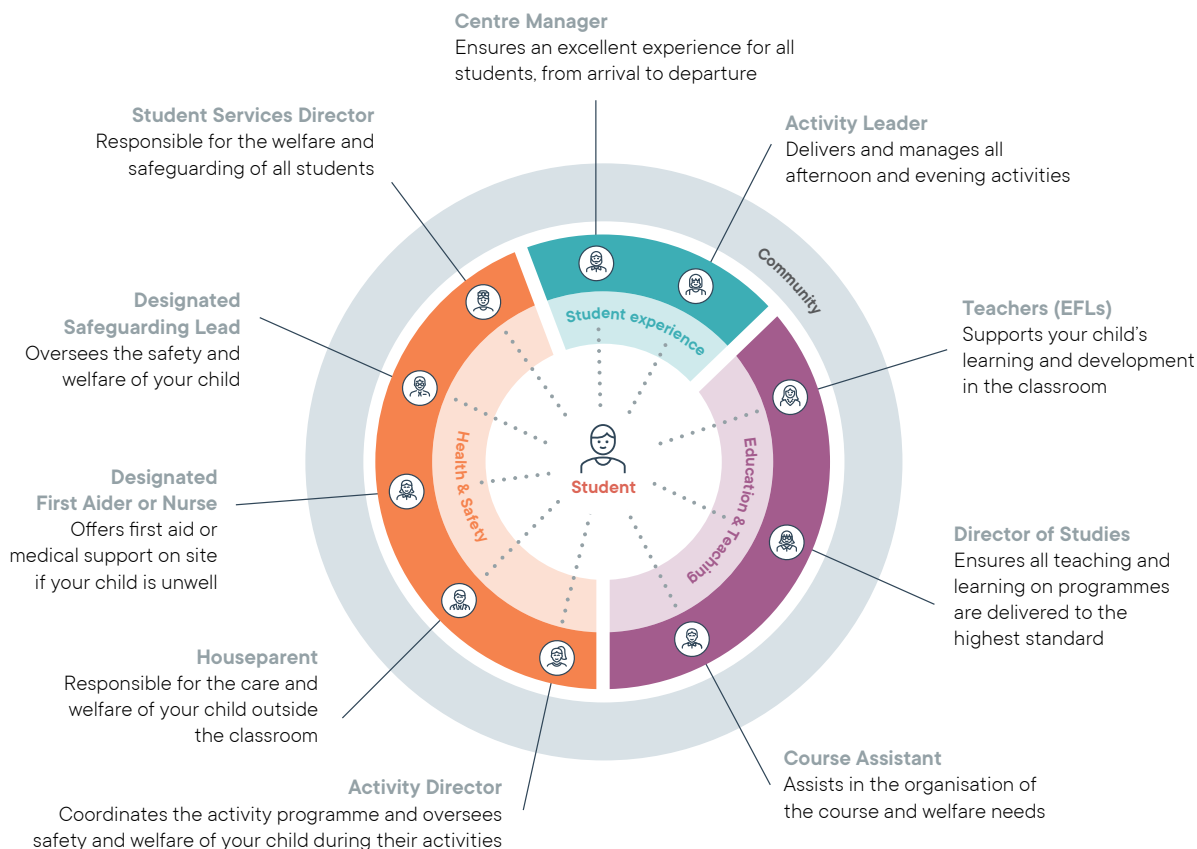 Centre Manager
Ensures an excellent experience for all
students, from arrival to departure
Student Services Director
Responsible for the welfare and
safeguarding of all students
Activity Leader
Delivers and manages all
afternoon and evening activities
Community
Designated
Safeguarding Lead
Oversees the safety and
welfare of your child
Teachers (EFLs)
Supports your child’s
learning and development
in the classroom
Student experience
Health & Safety
Education & Teaching
Student
Designated
First Aider or Nurse
Offers first aid or
medical support on site
if your child is unwell
Director of Studies
Ensures all teaching and
learning on programmes
are delivered to the
highest standard
Houseparent
Responsible for the care and
welfare of your child outside
the classroom
Course Assistant
Assists in the organisation of
the course and welfare needs
Activity Director
Coordinates the activity programme and oversees
safety and welfare of your child during their activities